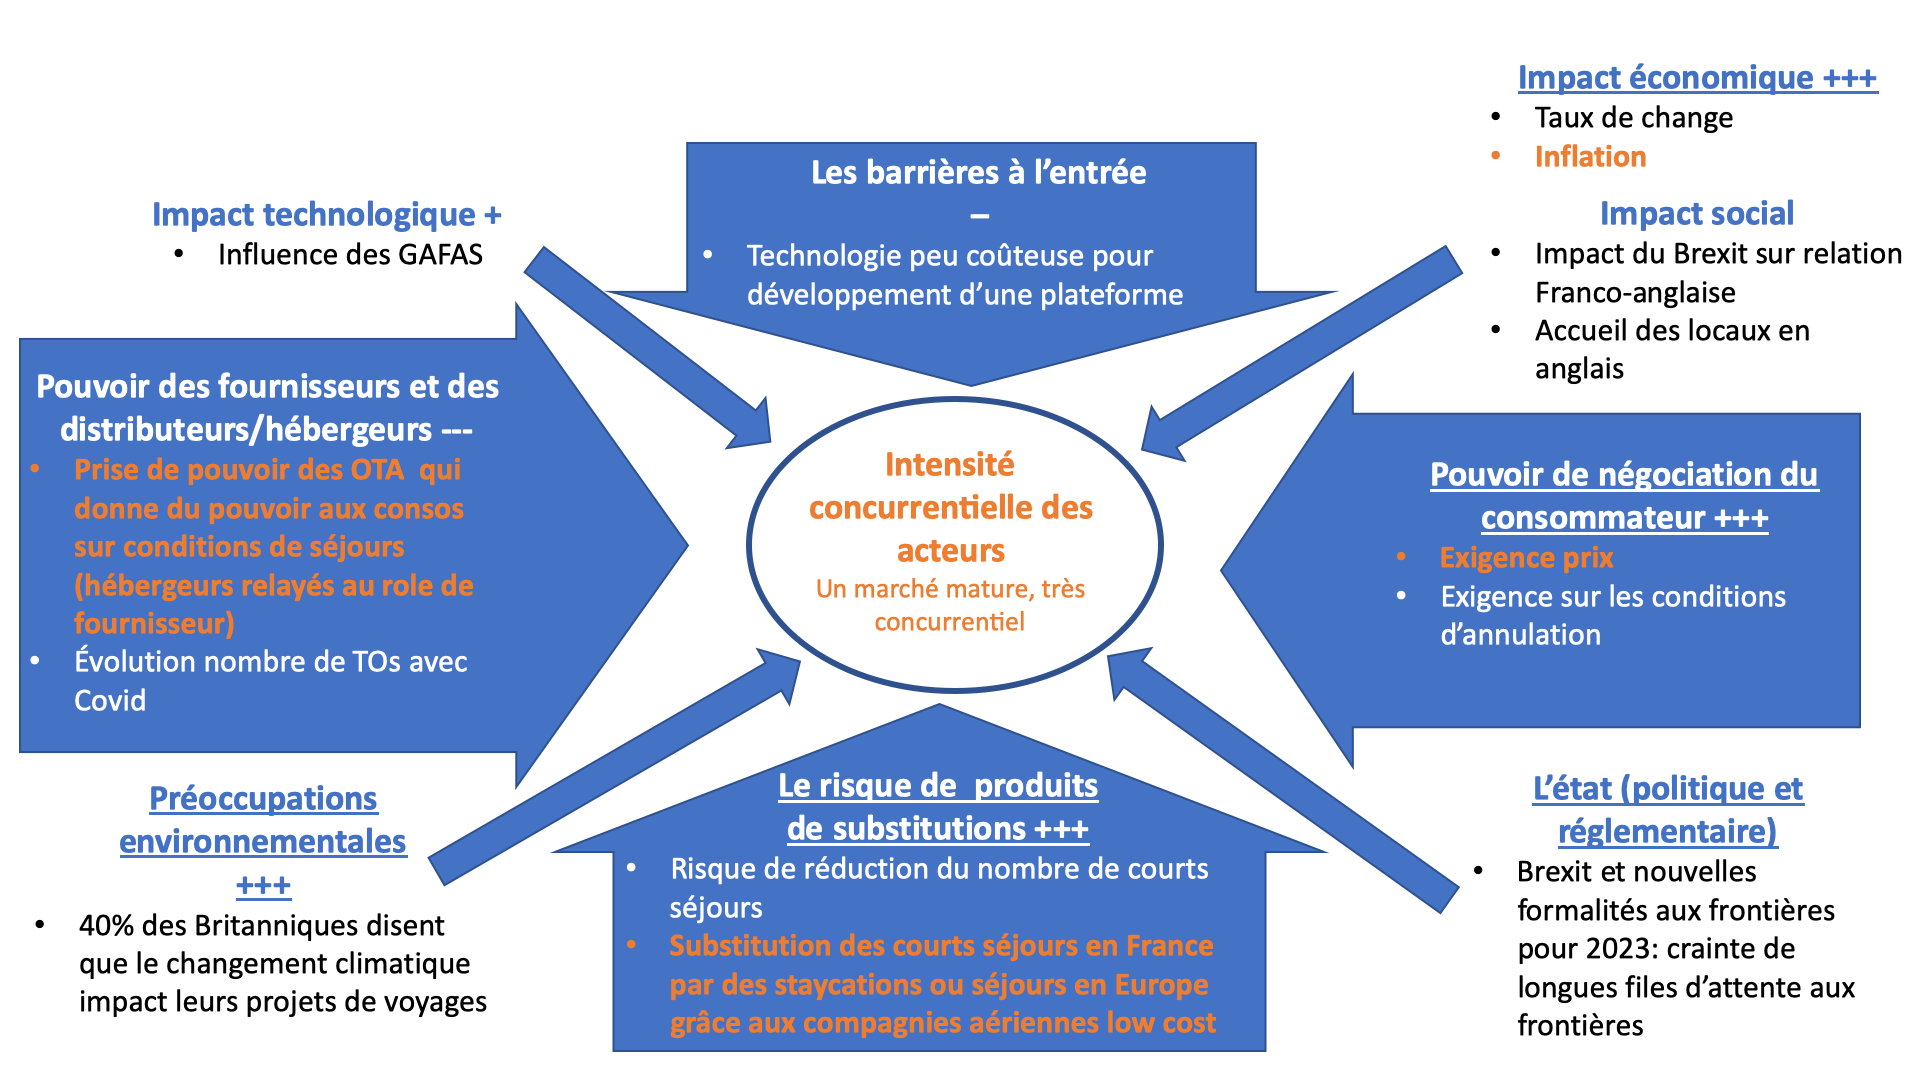 Impact économique +++
• Taux de change
• Inflation
Impact social
• Impact du Brexit sur relation
Franco-anglaise
• Accueil des locaux en
anglais
Les barrières à l’entrée
–
• Technologie peu coûteuse pour
développement d’une plateforme
Impact technologique +
• Influence des GAFAS
Pouvoir des fournisseurs et des
distributeurs/hébergeurs ---
• Prise de pouvoir des OTA  qui
donne du pouvoir aux consos
sur conditions de séjours
(hébergeurs relayés au role de
fournisseur)
• Évolution nombre de TOs avec
Covid
Intensité
concurrentielle des
acteurs
Un marché mature, très
concurrentiel
Pouvoir de négociation du
consommateur +++
• Exigence prix
• Exigence sur les conditions
d’annulation
Préoccupations
environnementales
+++
• 40% des Britanniques disent
que le changement climatique
impact leurs projets de voyages
Le risque de  produits
de substitutions +++
• Risque de réduction du nombre de courts
séjours
• Substitution des courts séjours en France
par des staycations ou séjours en Europe
grâce aux compagnies aériennes low cost
L’état (politique et
réglementaire)
• Brexit et nouvelles
formalités aux frontières
pour 2023: crainte de
longues files d’attente aux
frontières